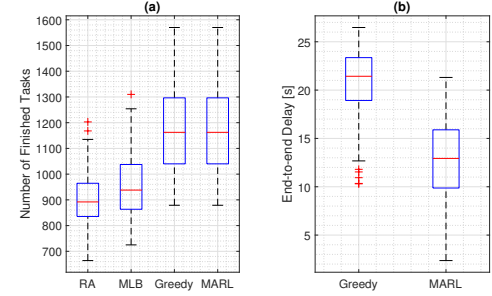 (a)
Number of Finished Tasks
1600
1500
1400
1300
1200
1100
1000
900
800
700
RA MLB Greedy MARL
(b)
End-to-end Delay [s]
25
20
15
10
5
Greedy MARL